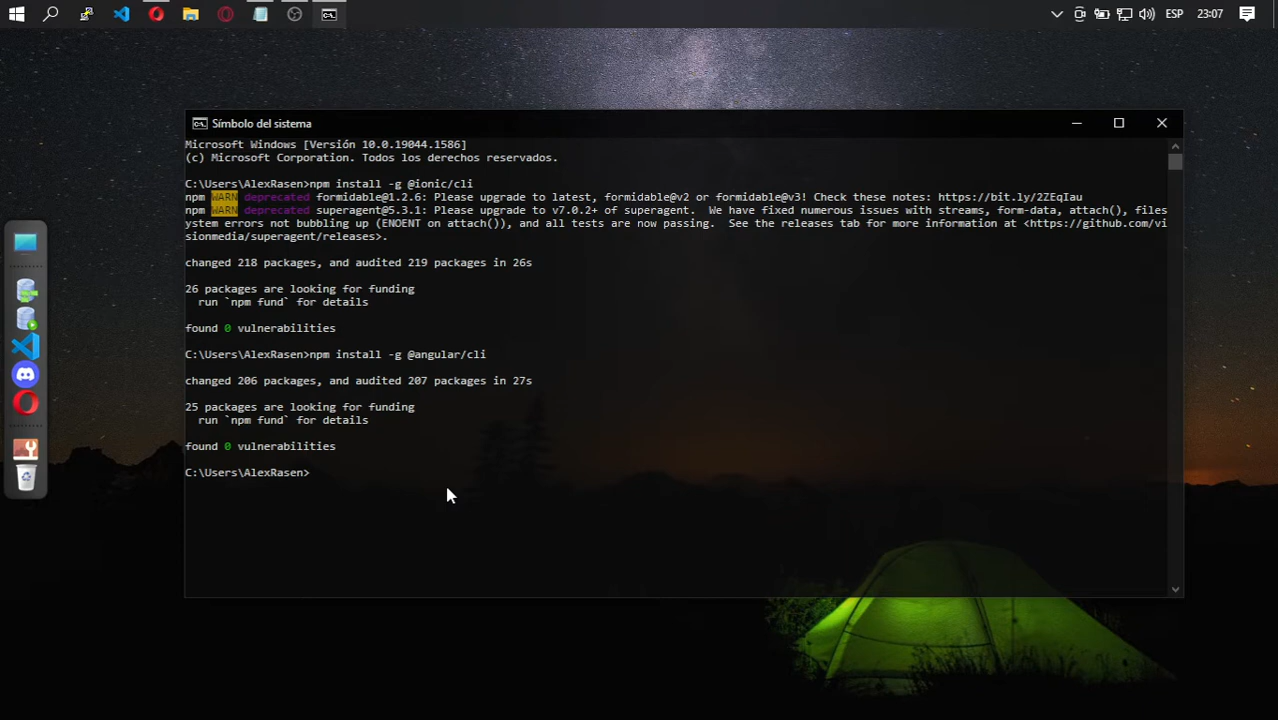 ESP
23:07
C:\. Símbolo del sistema
Microsoft Windows [Versión 10.0.19044.1586]
(c) Microsoft Corporation. Todos los derechos reservados.
C:\Users\AlexRasen>npm install -g @ionic/cli
npm WARN deprecated formidable@1.2.6: Please upgrade to latest, formidable@v2 or formidable@v3! Check these notes: https://bit.ly/2ZEqIau
npm WARN deprecated superagent@5.3.1: Please upgrade to v7.0.2+ of superagent.  We have fixed numerous issues with streams, form-data, attach(), files
ystem errors not bubbling up (ENOENT on attach()), and all tests are now passing.  See the releases tab for more information at <https://github.com/vi
sionmedia/superagent/releases>.
changed 218 packages, and audited 219 packages in 26s
26 packages are looking for funding
run `npm fund` for details
found 0 vulnerabilities
C:\Users\AlexRasen>npm install -g @angular/cli
changed 206 packages, and audited 207 packages in 27s
25 packages are looking for funding
run `npm fund` for details
found 0 vulnerabilities
C:\Users\AlexRasen>